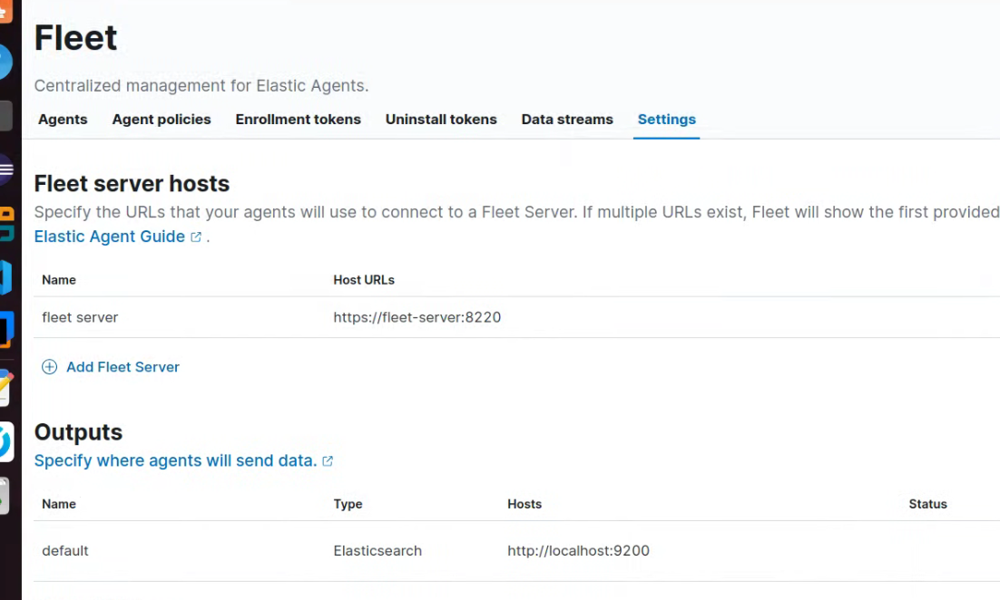 Fleet
Centralized management for Elastic Agents.
Agents Agent policies Enrollment tokens Uninstall tokens Data streams Settings
Fleet server hosts
Specify the URLs that your agents will use to connect to a Fleet Server. If multiple URLs exist, Fleet will show the first provided
Elastic Agent Guide .
Name Host URLs
fleet server https://fleet-server:8220
Add Fleet Server
Outputs
Specify where agents will send data.
Name Type Hosts Status
default Elasticsearch http://localhost:9200